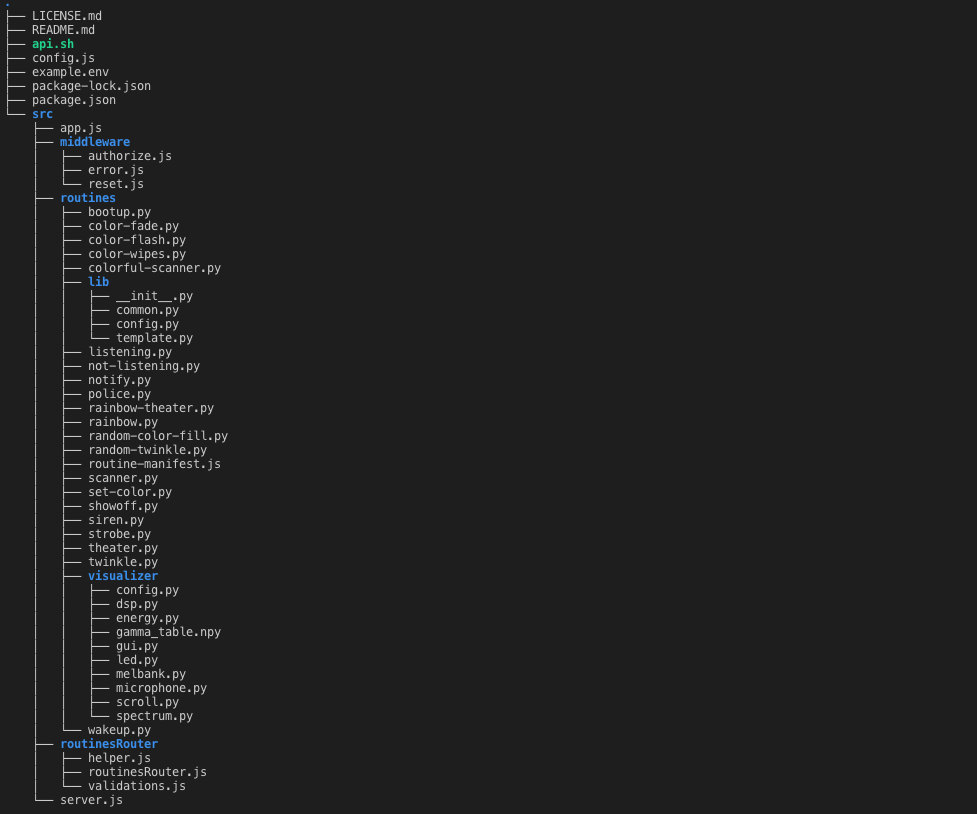 .
├── LICENSE.md
├── README.md
├── api.sh
├── config.js
├── example.env
├── package-lock.json
├── package.json
└── src
    ├── app.js
    ├── middleware
    │   ├── authorize.js
    │   ├── error.js
    │   └── reset.js
    ├── routines
    │   ├── bootup.py
    │   ├── color-fade.py
    │   ├── color-flash.py
    │   ├── color-wipes.py
    │   ├── colorful-scanner.py
    │   ├── lib
    │   │   ├── __init__.py
    │   │   ├── common.py
    │   │   ├── config.py
    │   │   └── template.py
    │   ├── listening.py
    │   ├── not-listening.py
    │   ├── notify.py
    │   ├── police.py
    │   ├── rainbow-theater.py
    │   ├── rainbow.py
    │   ├── random-color-fill.py
    │   ├── random-twinkle.py
    │   ├── routine-manifest.js
    │   ├── scanner.py
    │   ├── set-color.py
    │   ├── showoff.py
    │   ├── siren.py
    │   ├── strobe.py
    │   ├── theater.py
    │   ├── twinkle.py
    │   ├── visualizer
    │   │   ├── config.py
    │   │   ├── dsp.py
    │   │   ├── energy.py
    │   │   ├── gamma_table.npy
    │   │   ├── gui.py
    │   │   ├── led.py
    │   │   ├── melbank.py
    │   │   ├── microphone.py
    │   │   ├── scroll.py
    │   │   └── spectrum.py
    │   └── wakeup.py
    ├── routinesRouter
    │   ├── helper.js
    │   ├── routinesRouter.js
    │   └── validations.js
    └── server.js